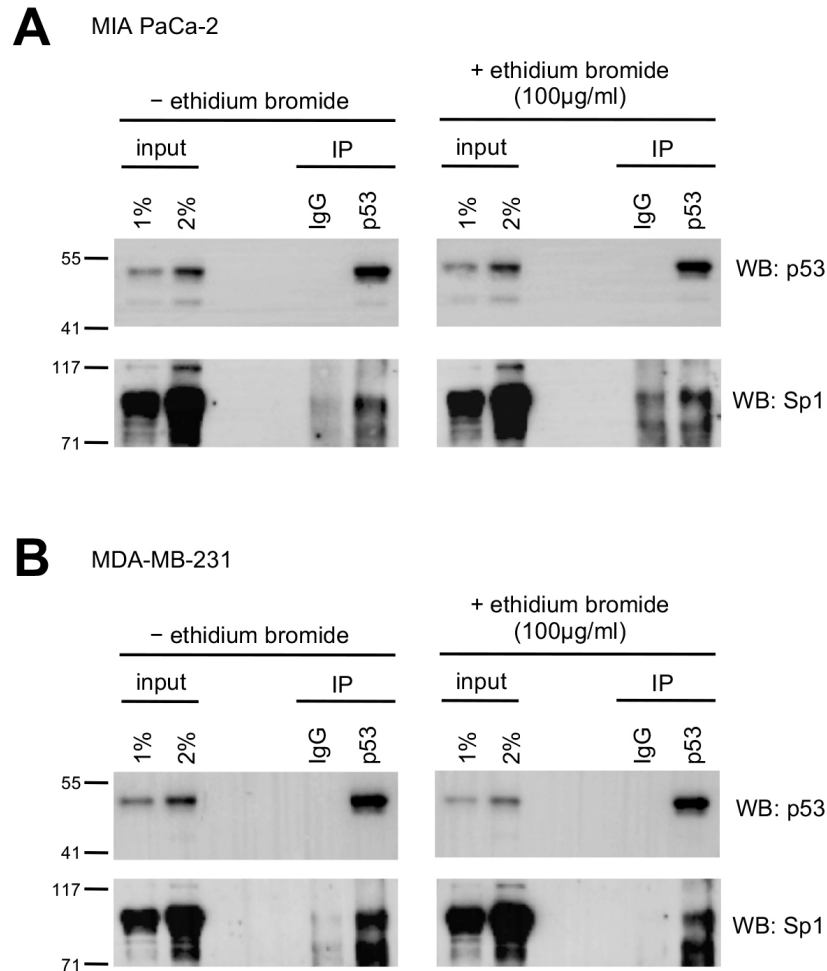 A MIA PaCa-2
− ethidium bromide
+ ethidium bromide
(100µg/ml)
input IP input IP
1% 2% IgG p53 1% 2% IgG p53
55
41
WB: p53
117
71
WB: Sp1
B MDA-MB-231
− ethidium bromide
+ ethidium bromide
(100µg/ml)
input IP input IP
1% 2% IgG p53 1% 2% IgG p53
55
41
WB: p53
117
71
WB: Sp1